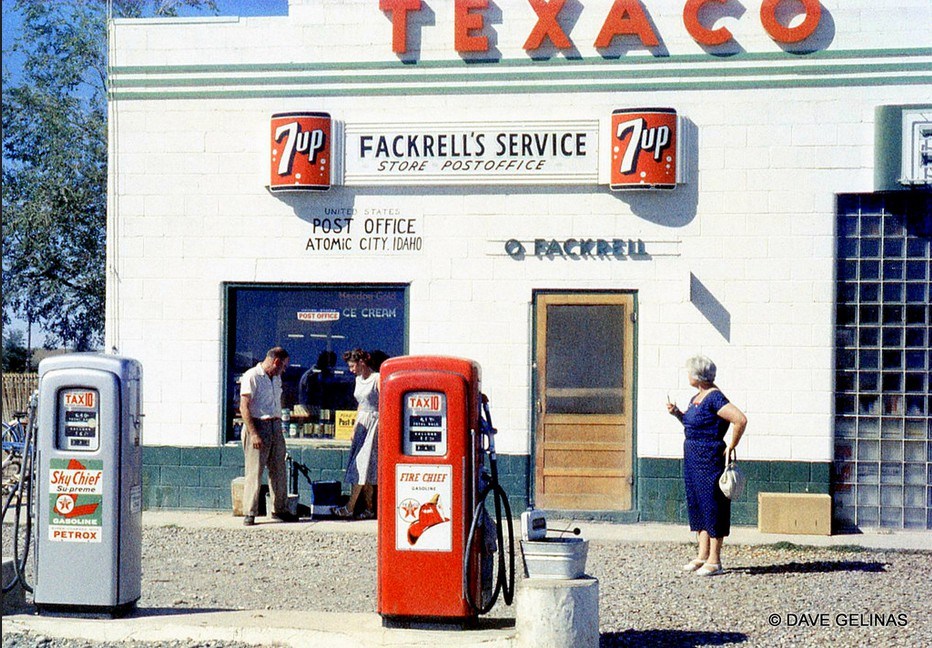 TEXACO
7up
FACKRELL'S SERVICE
STORE POSTOFFICE
7up
UNITED STATES
POST OFFICE
ATOMIC CITY, IDAHO
O. FACKRELL
POST OFFICE
ICE CREAM
TAX10
Sky Chief
Su·preme
GASOLINE
PETROX
TAX10
FIRE CHIEF
GASOLINE
© DAVE GELINAS